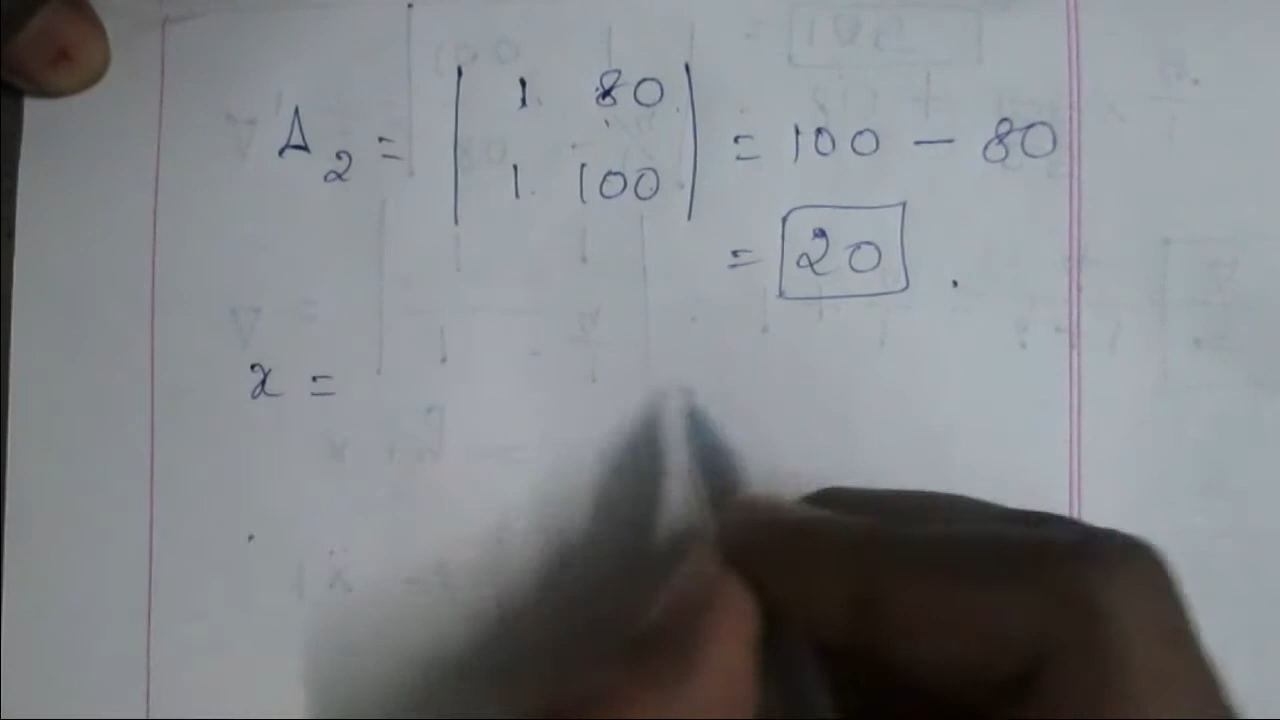 Δ2 = | 1 80 | = 100 - 80
| 1 100 |
= 20
x =